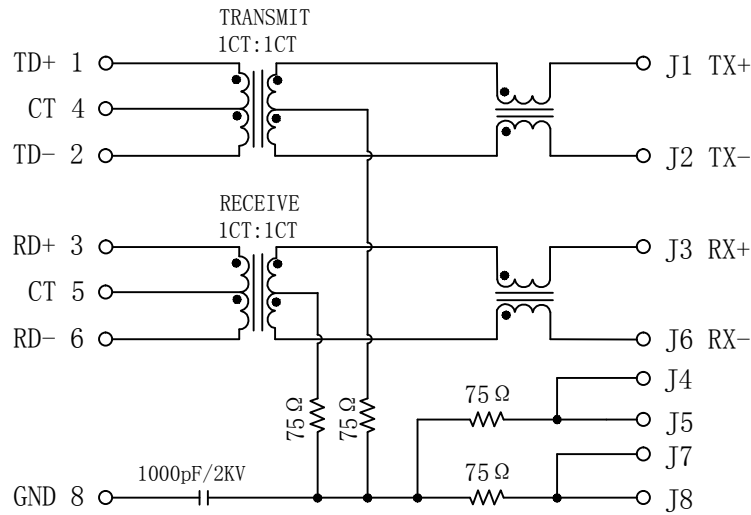 TRANSMIT
1CT:1CT
TD+ 1
J1 TX+
CT 4
TD- 2
J2 TX-
RECEIVE
1CT:1CT
RD+ 3
J3 RX+
CT 5
RD- 6
J6 RX-
J4
75Ω
75Ω
75Ω
J5
J7
1000pF/2KV
75Ω
GND 8
J8